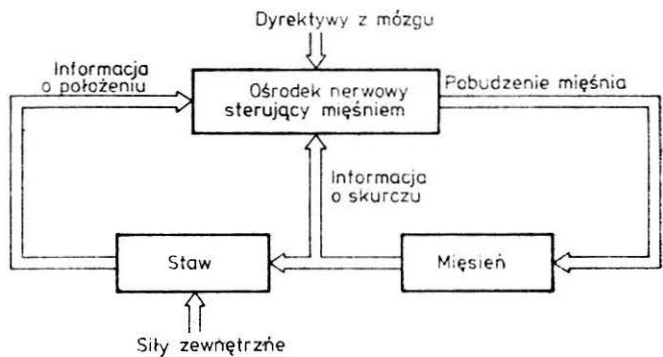 Dyrektywy z mózgu
Informacja
o położeniu
Ośrodek nerwowy
sterujący mięśniem
Pobudzenie mięśnia
Informacja
o skurczu
Staw
Mięsień
Siły zewnętrzne